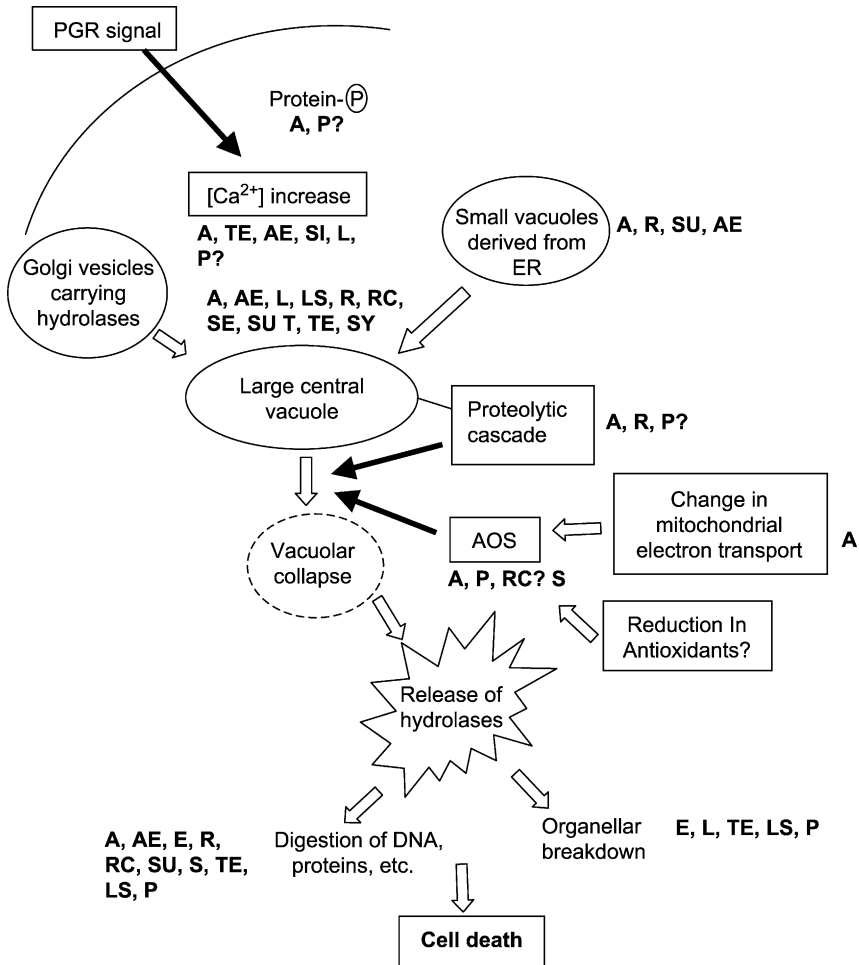 PGR signal
Protein-P
A, P?
[Ca²⁺] increase
A, TE, AE, SI, L,
P?
Small vacuoles
derived from
ER
A, R, SU, AE
Golgi vesicles
carrying
hydrolases
A, AE, L, LS, R, RC,
SE, SU T, TE, SY
Large central
vacuole
Proteolytic
cascade
A, R, P?
Change in
mitochondrial
electron transport
A
Vacuolar
collapse
AOS
A, P, RC? S
Reduction In
Antioxidants?
Release of
hydrolases
A, AE, E, R,
RC, SU, S, TE,
LS, P
Digestion of DNA,
proteins, etc.
Organellar
breakdown
E, L, TE, LS, P
Cell death